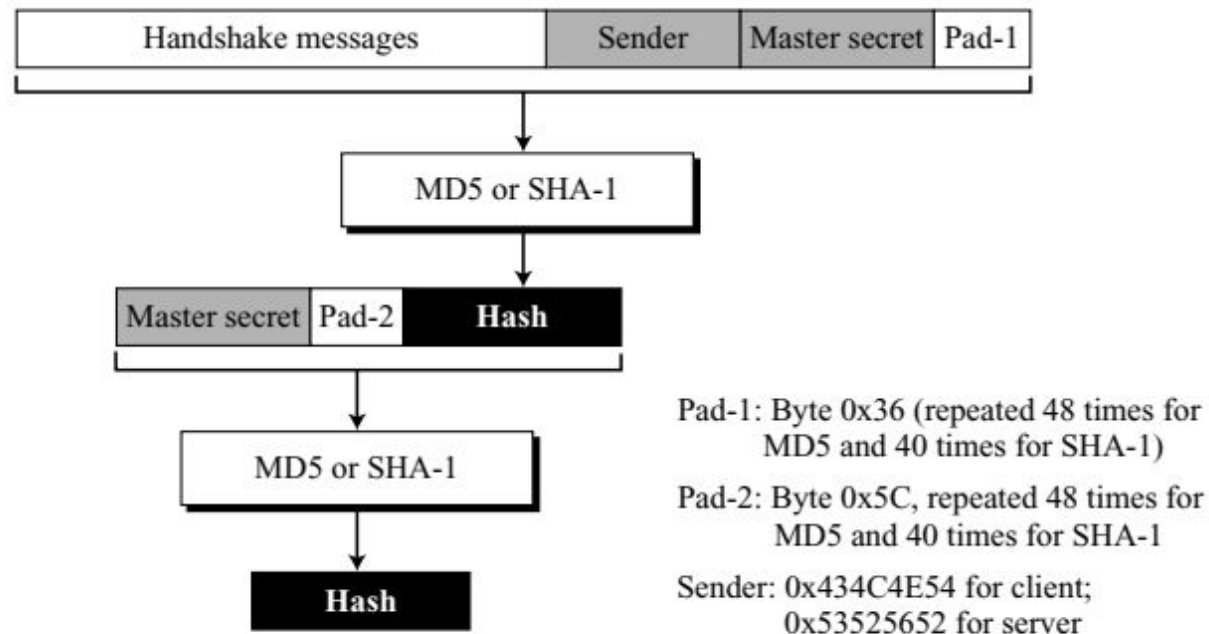 Handshake messages Sender Master secret Pad-1
MD5 or SHA-1
Master secret Pad-2 Hash
MD5 or SHA-1
Hash
Pad-1: Byte 0x36 (repeated 48 times for
MD5 and 40 times for SHA-1)
Pad-2: Byte 0x5C, repeated 48 times for
MD5 and 40 times for SHA-1
Sender: 0x434C4E54 for client;
0x53525652 for server